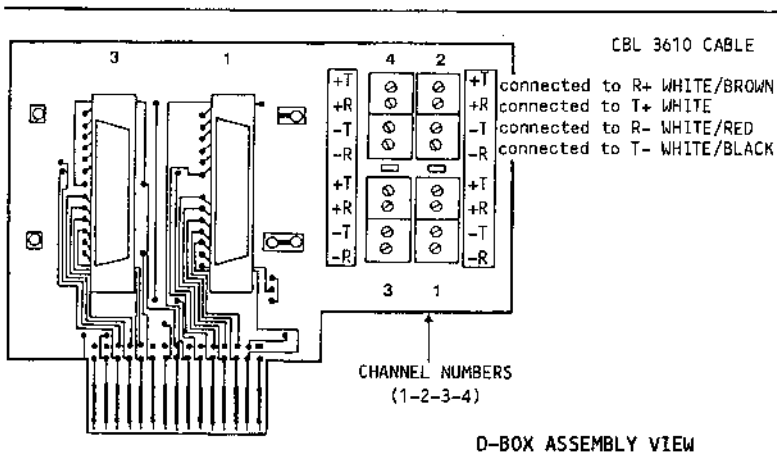 CBL 3610 CABLE
3 1 4 2
+T +T connected to R+ WHITE/BROWN
+R +R connected to T+ WHITE
-T -T connected to R- WHITE/RED
-R -R connected to T- WHITE/BLACK
+T +T
+R +R
-T -T
-R -R
3 1
CHANNEL NUMBERS
(1-2-3-4)
D-BOX ASSEMBLY VIEW